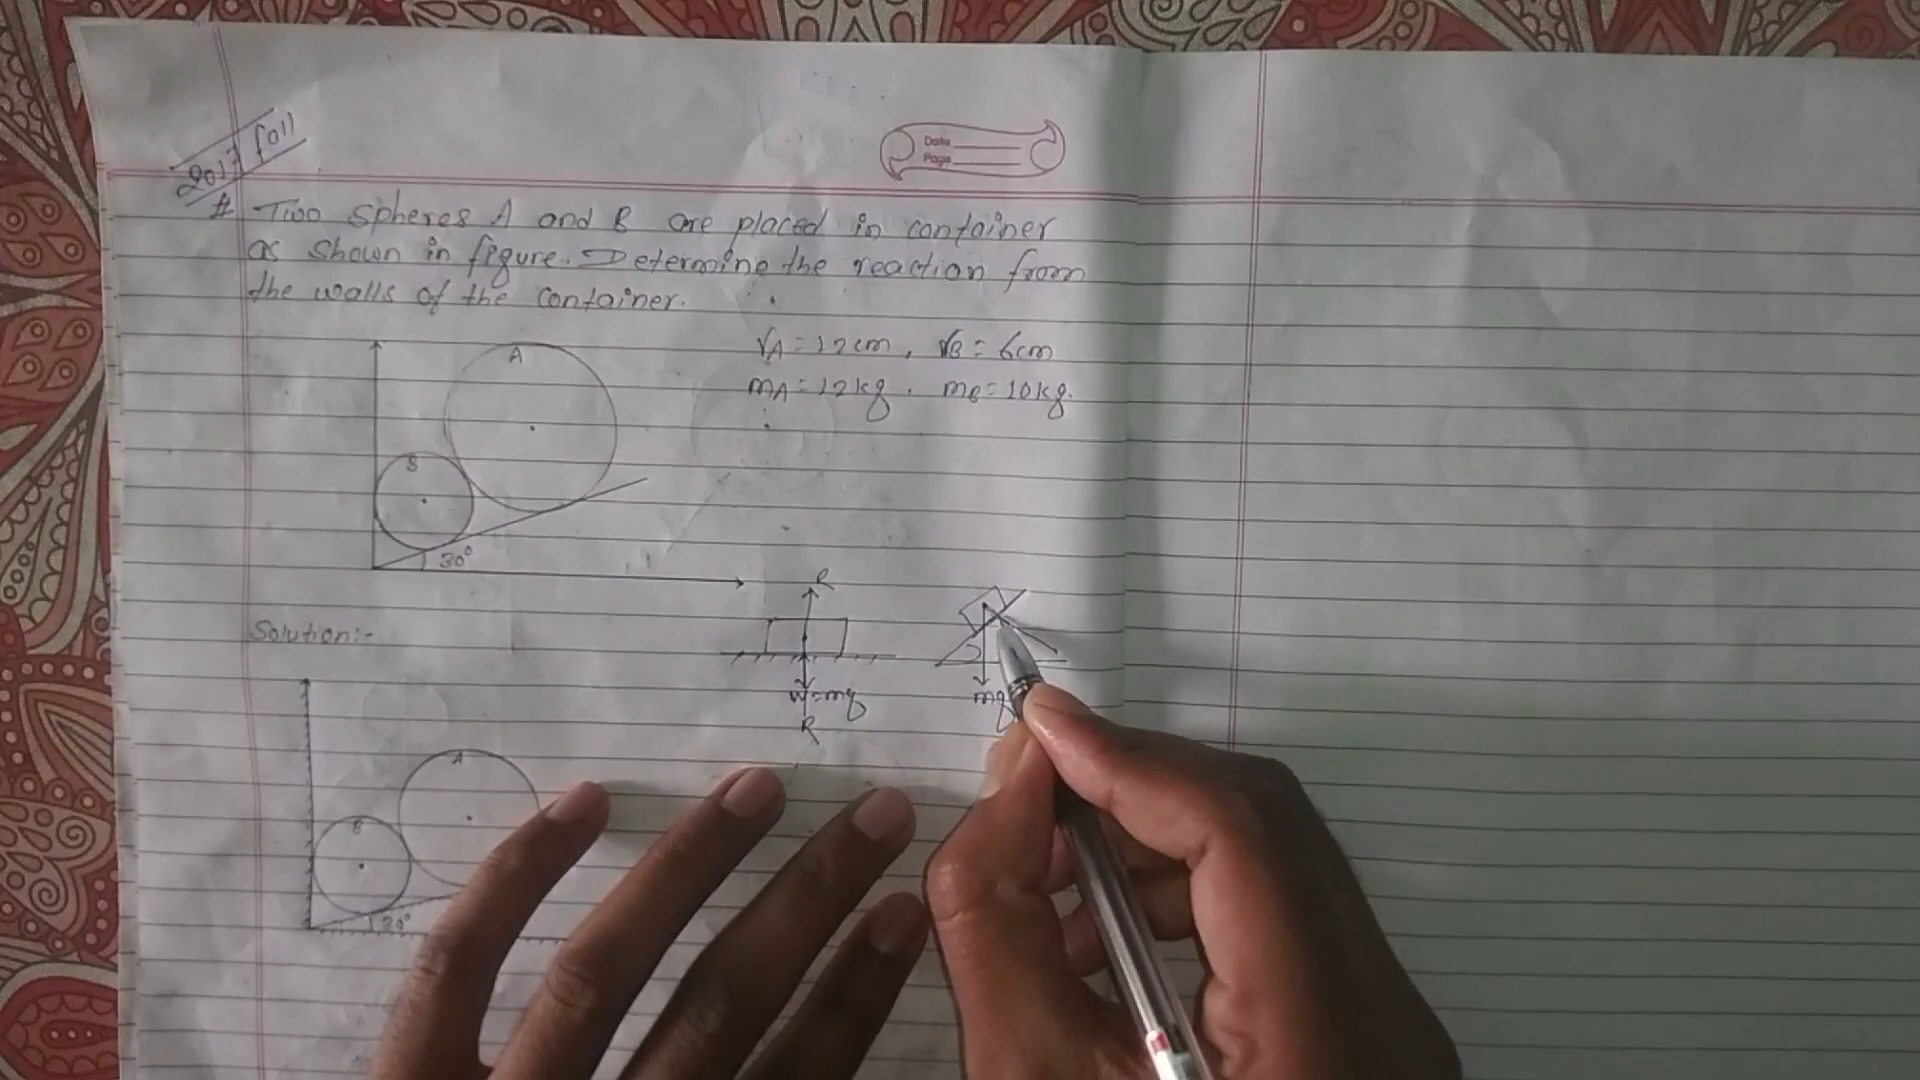 2017 fall
Date
Page
# Two spheres A and B are placed in container
as shown in figure. Determine the reaction from
the walls of the container.
rA = 12cm, rB = 6cm
mA = 12kg, mB = 10kg.
A
B
30°
R
Solution:-
W=mg
mg
R
A
B
30°